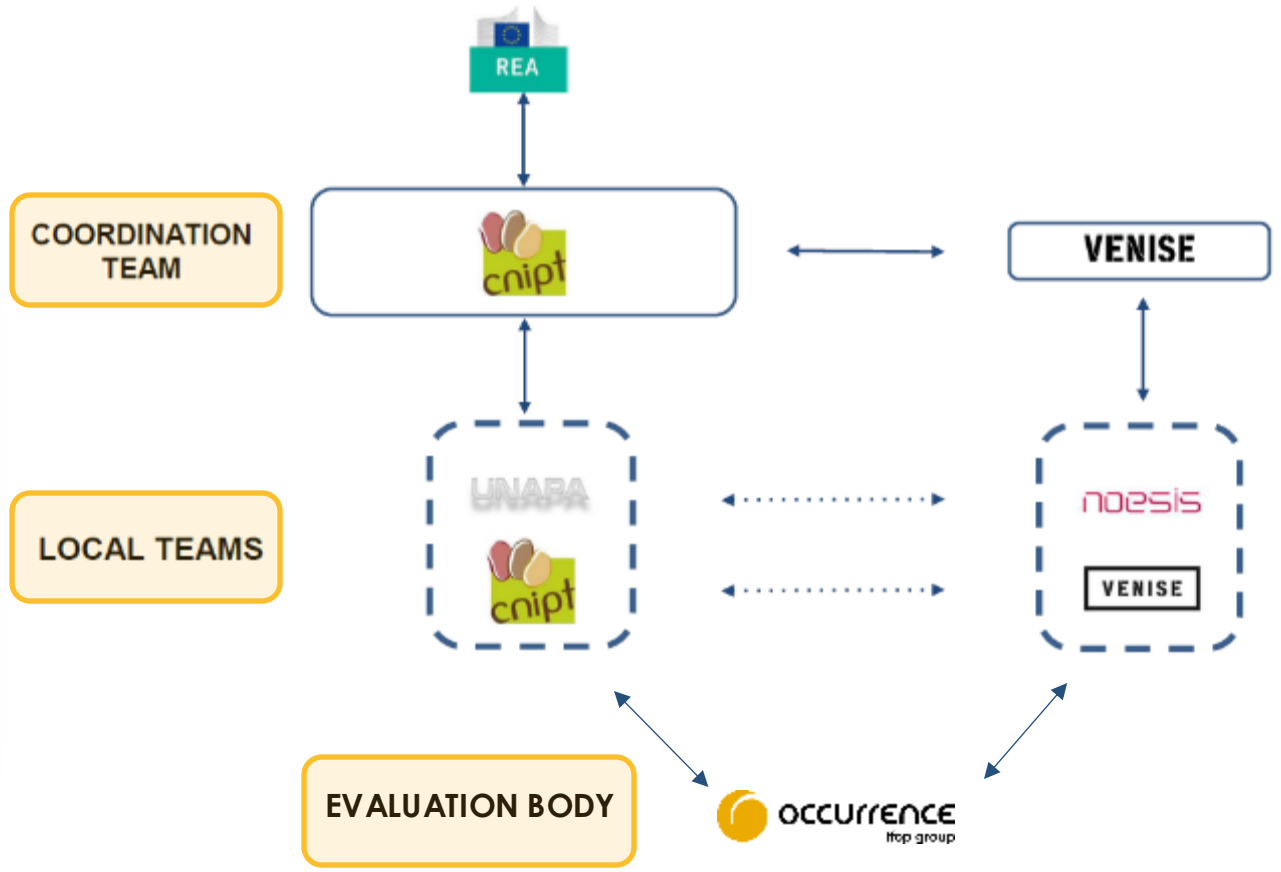 REA
COORDINATION
TEAM
cnipt
VENISE
LOCAL TEAMS
UNAPA
noesis
cnipt
VENISE
EVALUATION BODY
occurrence
ifop group